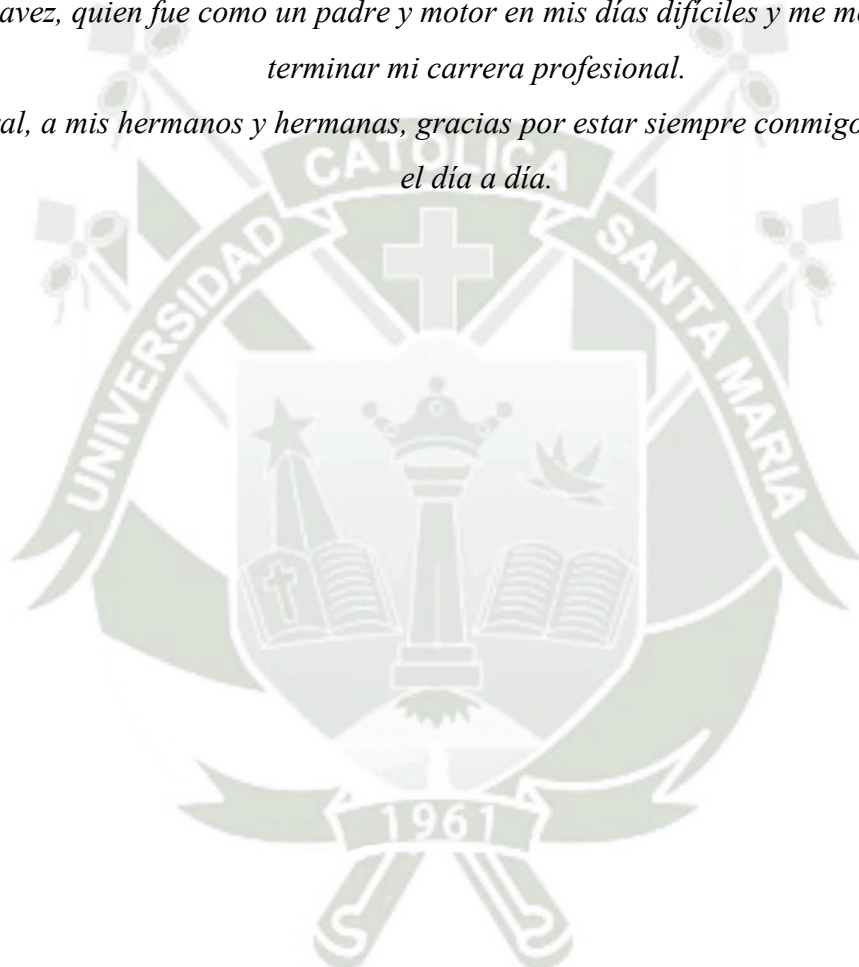 avez, quien fue como un padre y motor en mis días difíciles y me m
terminar mi carrera profesional.
al, a mis hermanos y hermanas, gracias por estar siempre conmigo
el día a día.
CATOLICA
UNIVERSIDAD
SANTA MARIA
1961